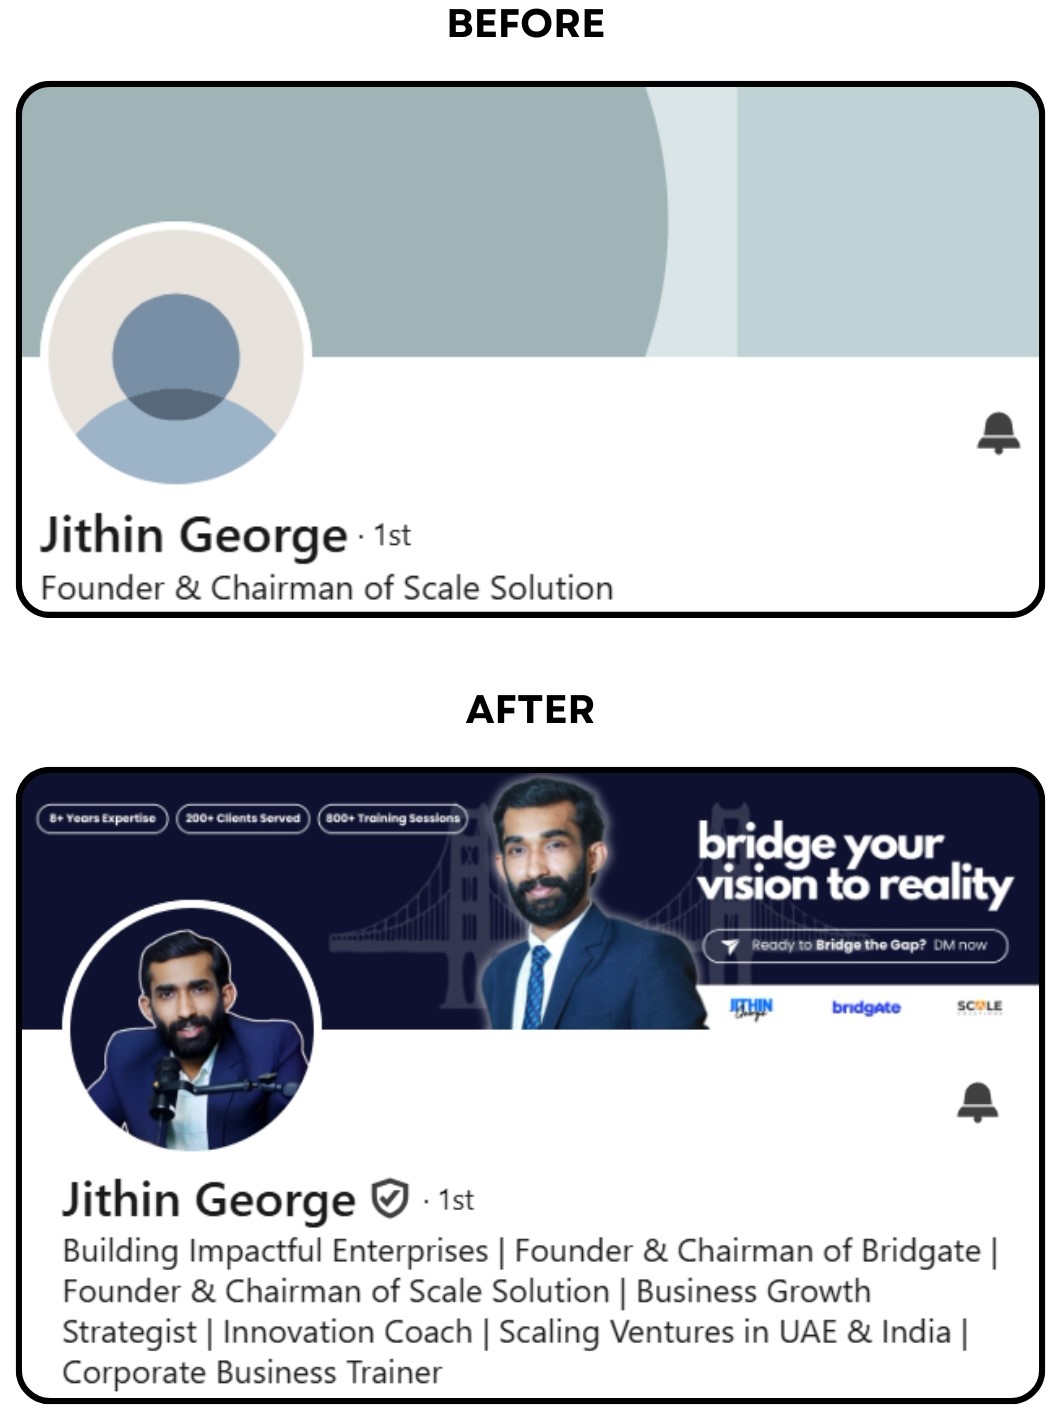 BEFORE
Jithin George · 1st
Founder & Chairman of Scale Solution
AFTER
8+ Years Expertise
200+ Clients Served
800+ Training Sessions
bridge your
vision to reality
Ready to Bridge the Gap? DM now
JITHIN
George
bridgate
SCALE
SOLUTIONS
Jithin George · 1st
Building Impactful Enterprises | Founder & Chairman of Bridgate |
Founder & Chairman of Scale Solution | Business Growth
Strategist | Innovation Coach | Scaling Ventures in UAE & India |
Corporate Business Trainer